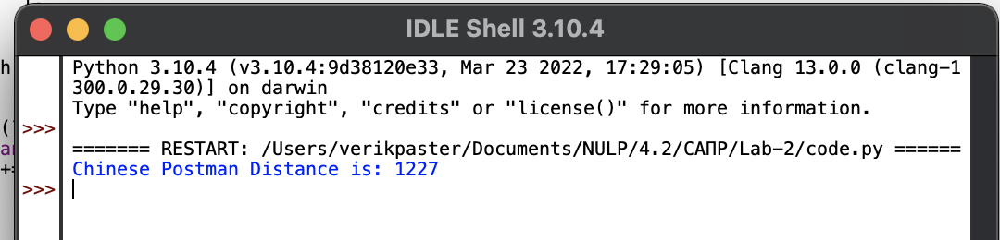 IDLE Shell 3.10.4
Python 3.10.4 (v3.10.4:9d38120e33, Mar 23 2022, 17:29:05) [Clang 13.0.0 (clang-1
300.0.29.30)] on darwin
Type "help", "copyright", "credits" or "license()" for more information.
>>>
======= RESTART: /Users/verikpaster/Documents/NULP/4.2/САПР/Lab-2/code.py ======
Chinese Postman Distance is: 1227
>>>